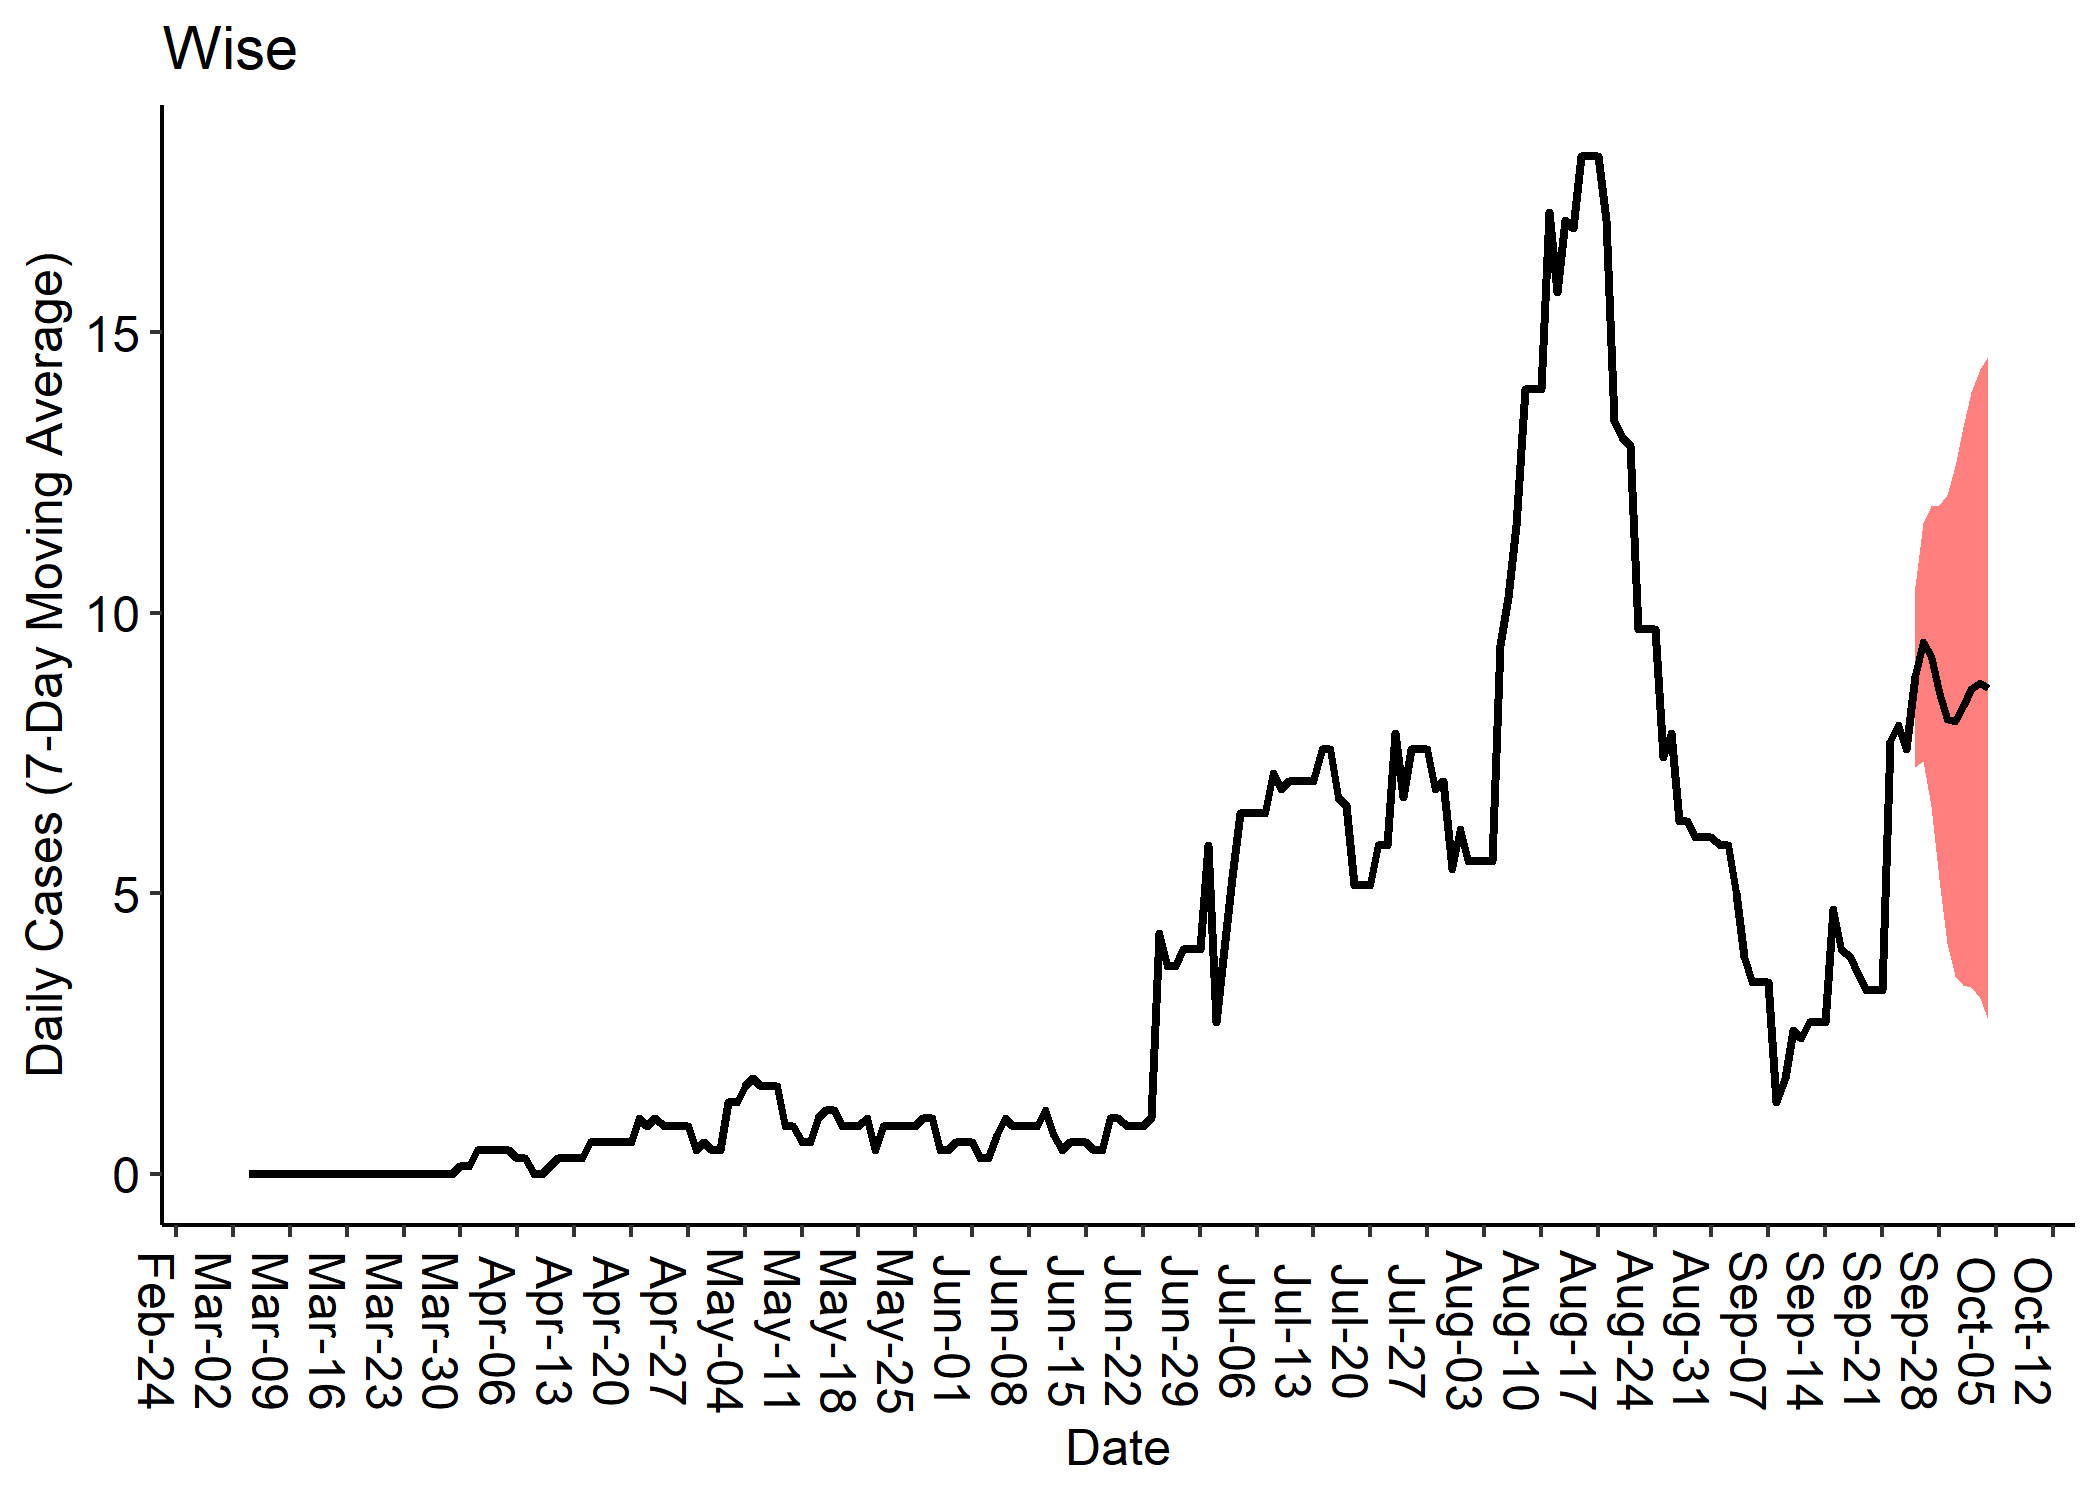 Wise
Daily Cases (7-Day Moving Average)
15
10
5
0
Feb-24
Mar-02
Mar-09
Mar-16
Mar-23
Mar-30
Apr-06
Apr-13
Apr-20
Apr-27
May-04
May-11
May-18
May-25
Jun-01
Jun-08
Jun-15
Jun-22
Jun-29
Jul-06
Jul-13
Jul-20
Jul-27
Aug-03
Aug-10
Aug-17
Aug-24
Aug-31
Sep-07
Sep-14
Sep-21
Sep-28
Oct-05
Oct-12
Date